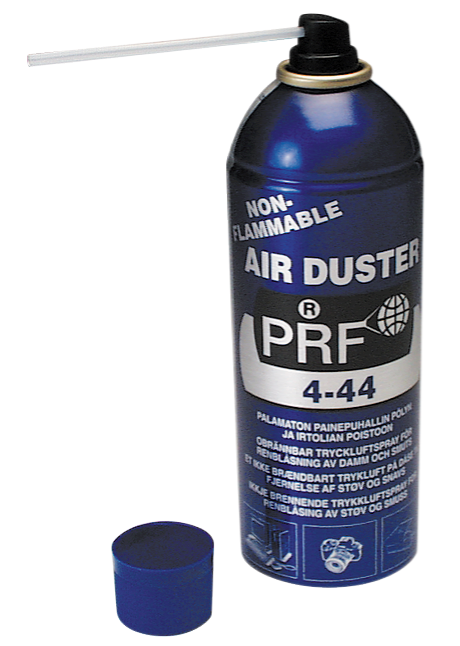 NON-
FLAMMABLE
AIR DUSTER
®
PRF
4-44
PALAMATON PAINEPUHALLIN PÖLYN
JA IRTOLIAN POISTOON
OBRÄNNBAR TRYCKLUFTSPRAY FÖR
RENBLÅSNING AV DAMM OCH SMUTS
ET IKKE BRÆNDBART TRYKLUFT PÅ DÅSE TIL
FJERNELSE AF STØV OG SNAVS
IKKJE BRENNENDE TRYKKLUFTSPRAY FOR
RENBLÅSING AV STØV OG SMUSS